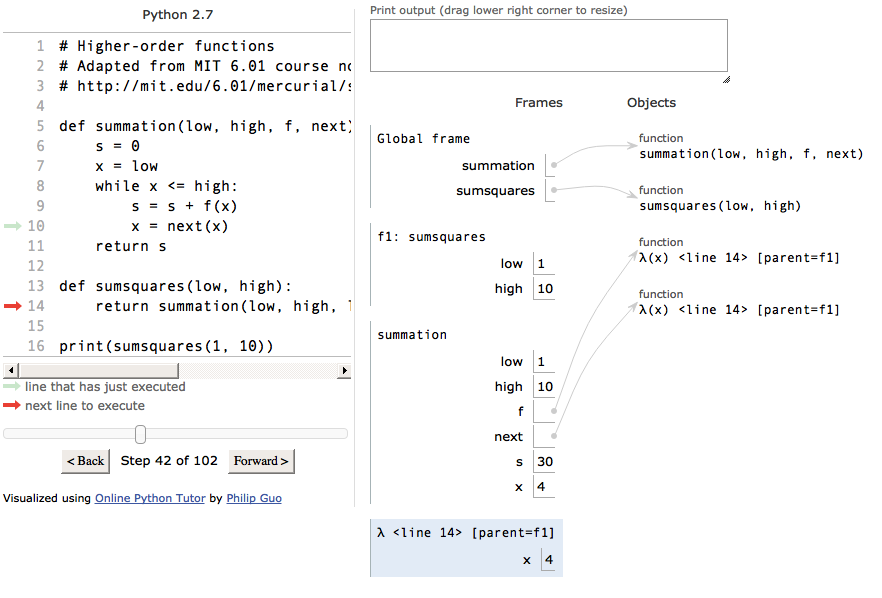 Python 2.7
1 # Higher-order functions
2 # Adapted from MIT 6.01 course no
3 # http://mit.edu/6.01/mercurial/s
4
5 def summation(low, high, f, next)
6 s = 0
7 x = low
8 while x <= high:
9 s = s + f(x)
10 x = next(x)
11 return s
12
13 def sumsquares(low, high):
14 return summation(low, high, l
15
16 print(sumsquares(1, 10))
line that has just executed
next line to execute
< Back Step 42 of 102 Forward >
Visualized using Online Python Tutor by Philip Guo
Print output (drag lower right corner to resize)
Frames Objects
Global frame
summation
sumsquares
f1: sumsquares
low 1
high 10
summation
low 1
high 10
f
next
s 30
x 4
λ <line 14> [parent=f1]
x 4
function
summation(low, high, f, next)
function
sumsquares(low, high)
function
λ(x) <line 14> [parent=f1]
function
λ(x) <line 14> [parent=f1]